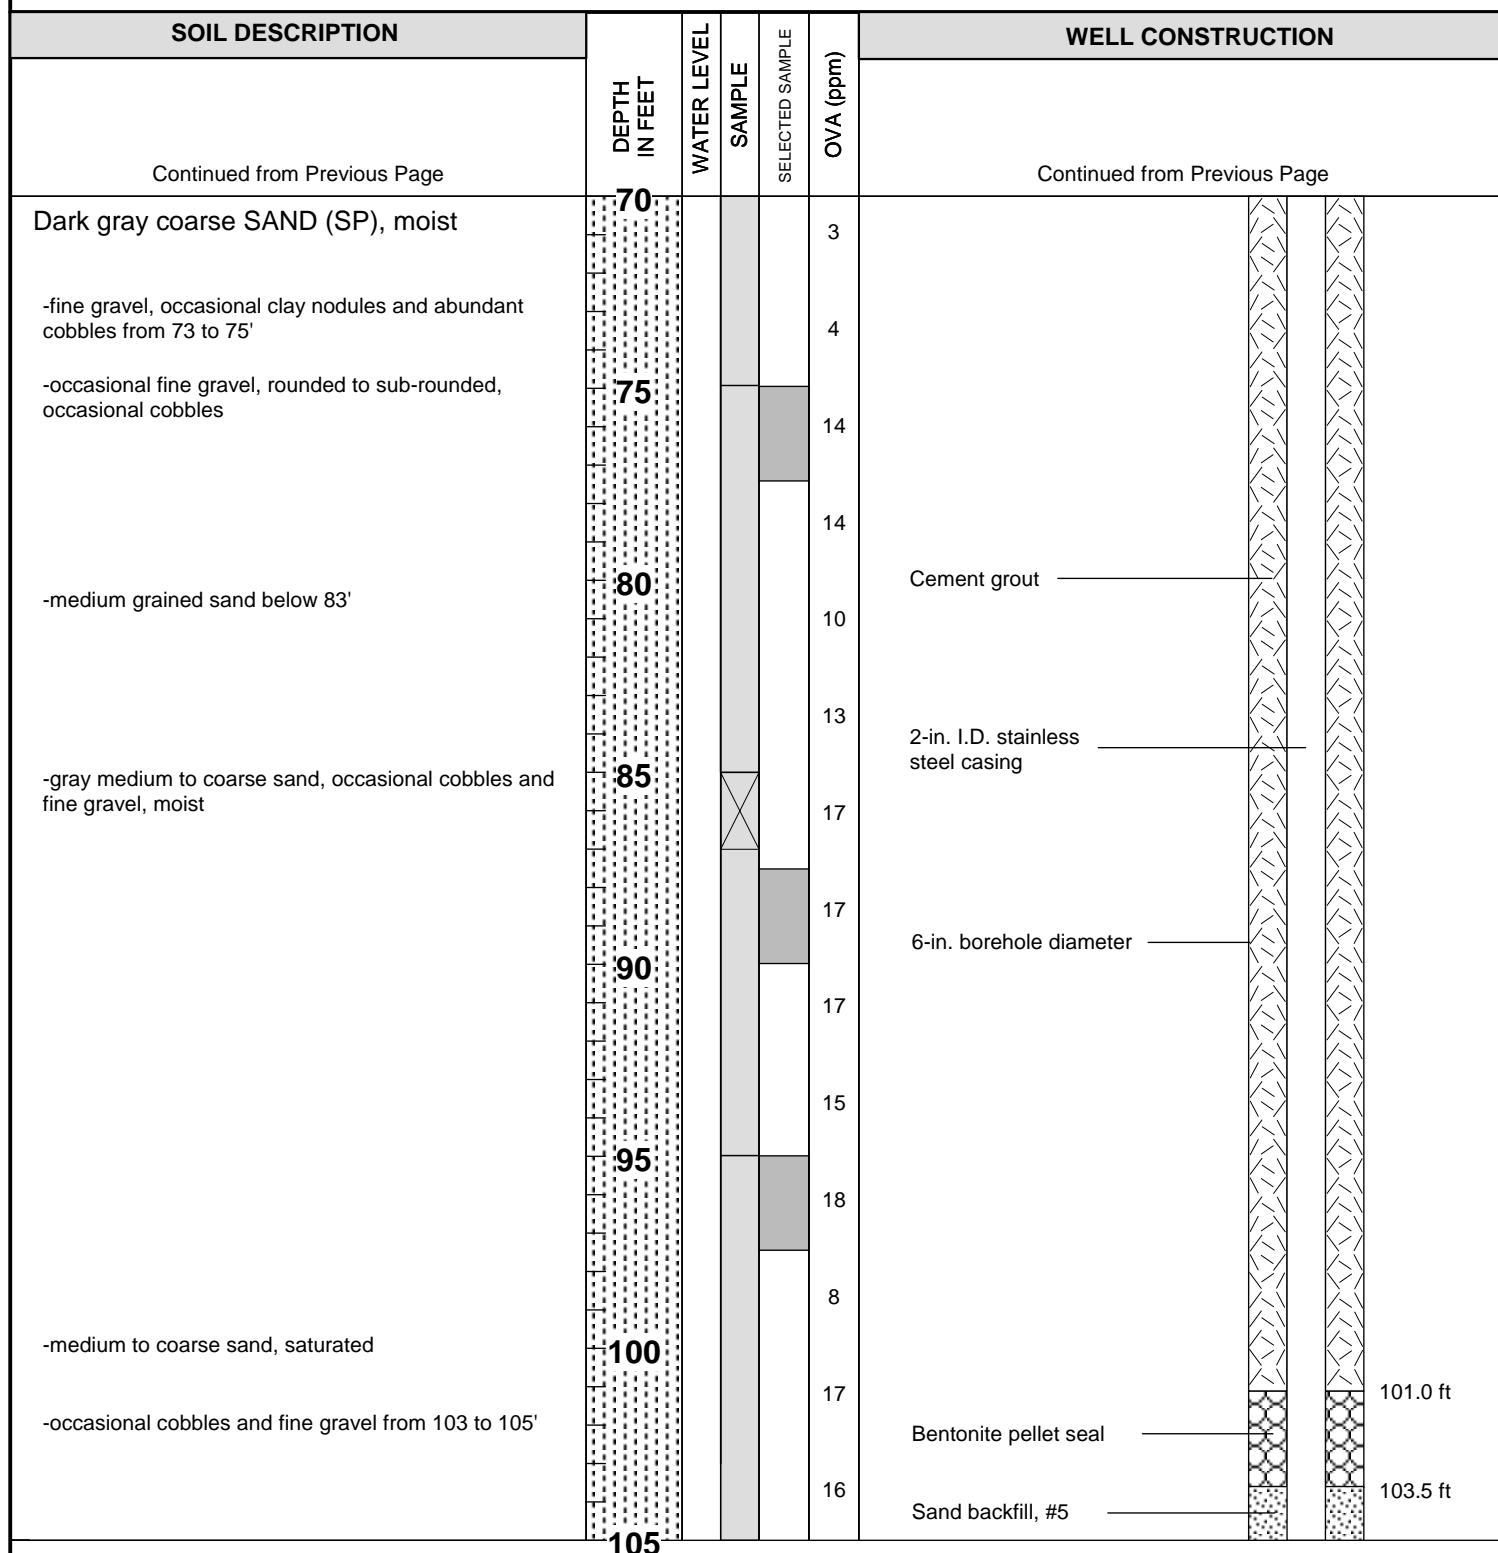 SOIL DESCRIPTION
DEPTH
IN FEET
WATER LEVEL
SAMPLE
SELECTED SAMPLE
OVA (ppm)
WELL CONSTRUCTION
Continued from Previous Page
Continued from Previous Page
70
Dark gray coarse SAND (SP), moist
3
-fine gravel, occasional clay nodules and abundant
cobbles from 73 to 75'
4
-occasional fine gravel, rounded to sub-rounded,
occasional cobbles
75
14
14
80
Cement grout
-medium grained sand below 83'
10
13
2-in. I.D. stainless
steel casing
-gray medium to coarse sand, occasional cobbles and
fine gravel, moist
85
17
17
6-in. borehole diameter
90
17
15
95
18
8
-medium to coarse sand, saturated
100
17
101.0 ft
-occasional cobbles and fine gravel from 103 to 105'
Bentonite pellet seal
16
103.5 ft
Sand backfill, #5
105